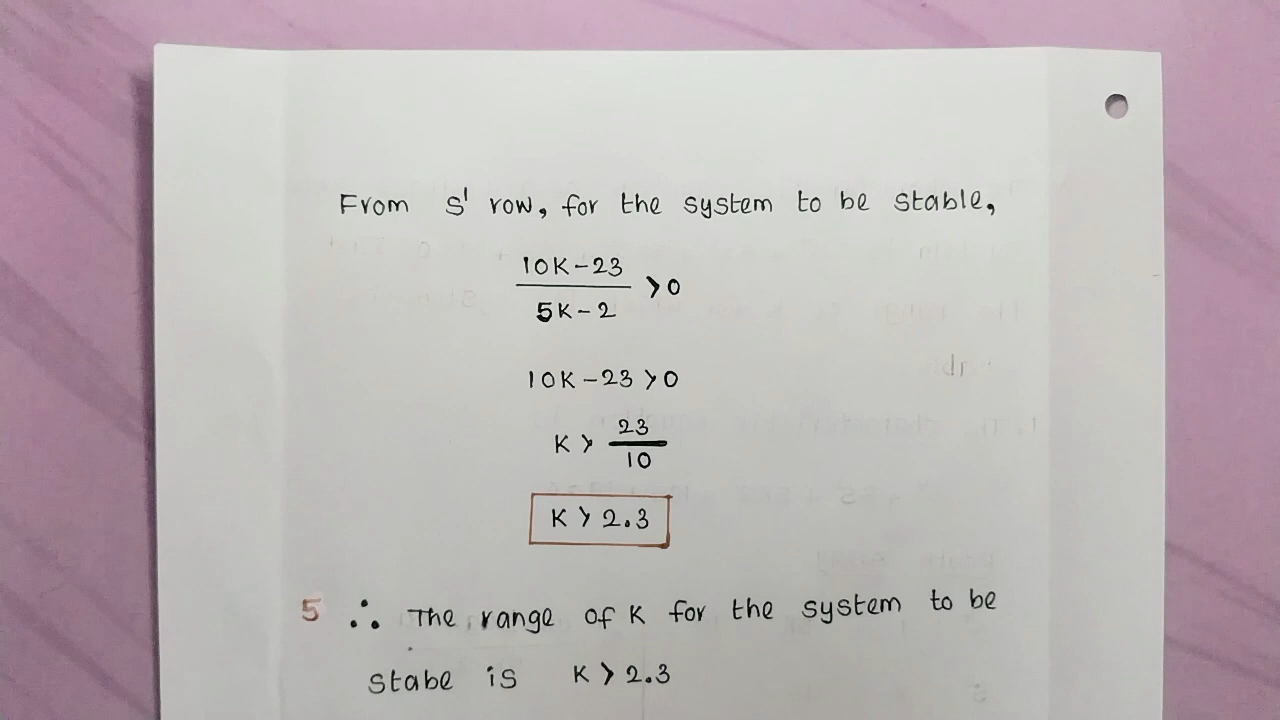 From s¹ row, for the system to be stable,
10K-23
5K-2
>0
10K-23>0
K>
23
10
K>2.3
5 ∴ The range of K for the system to be
stabe is K>2.3